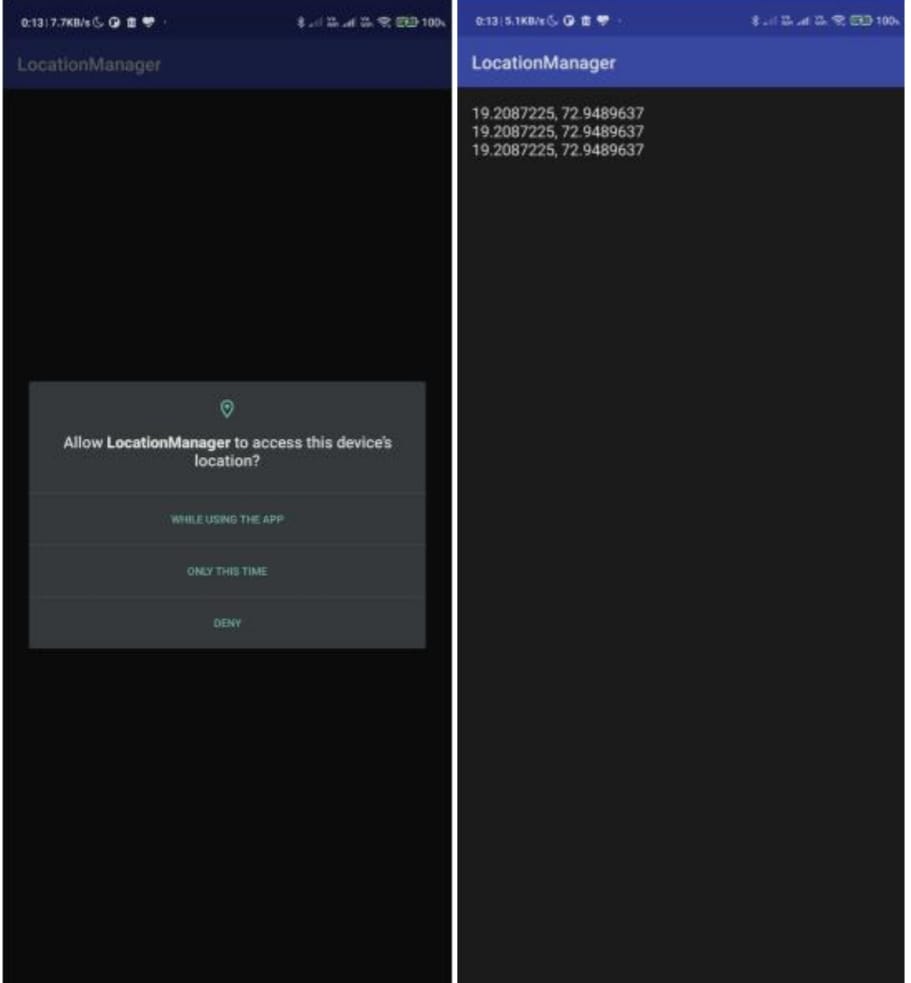 0:13 | 7.7KB/s
100%
LocationManager
Allow LocationManager to access this device's
location?
WHILE USING THE APP
ONLY THIS TIME
DENY
0:13 | 5.1KB/s
100%
LocationManager
19.2087225, 72.9489637
19.2087225, 72.9489637
19.2087225, 72.9489637